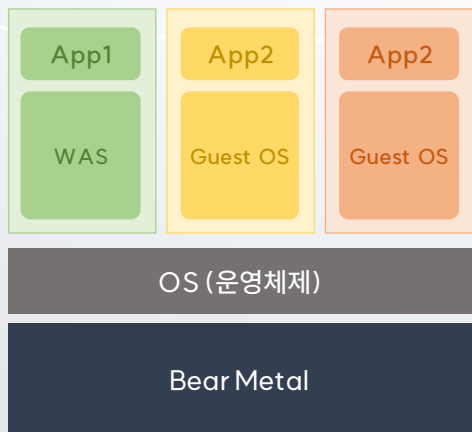 App1
App2
App2
WAS
Guest OS
Guest OS
OS (운영체제)
Bear Metal